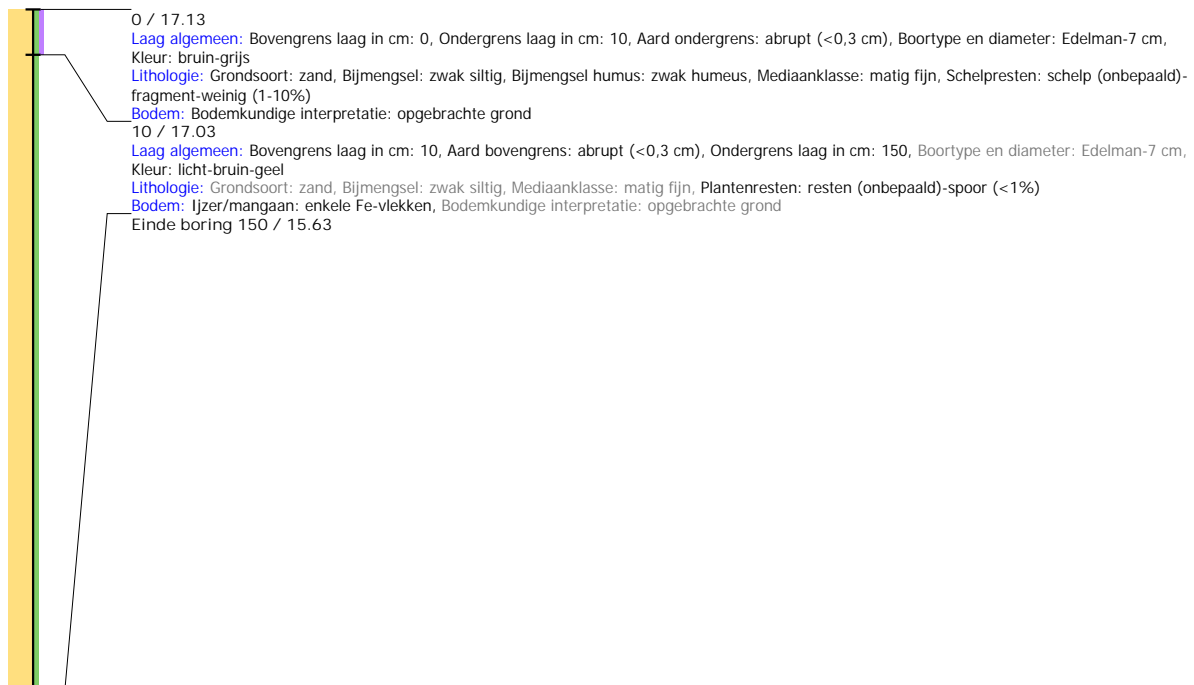 0 / 17.13
Laag algemeen: Bovengrens laag in cm: 0, Ondergrens laag in cm: 10, Aard ondergrens: abrupt (<0,3 cm), Boortype en diameter: Edelman-7 cm,
Kleur: bruin-grijs
Lithologie: Grondsoort: zand, Bijmengsel: zwak siltig, Bijmengsel humus: zwak humeus, Mediaanklasse: matig fijn, Schelpresten: schelp (onbepaald)-
fragment-weinig (1-10%)
Bodem: Bodemkundige interpretatie: opgebrachte grond
10 / 17.03
Laag algemeen: Bovengrens laag in cm: 10, Aard bovengrens: abrupt (<0,3 cm), Ondergrens laag in cm: 150, Boortype en diameter: Edelman-7 cm,
Kleur: licht-bruin-geel
Lithologie: Grondsoort: zand, Bijmengsel: zwak siltig, Mediaanklasse: matig fijn, Plantenresten: resten (onbepaald)-spoor (<1%)
Bodem: Ijzer/mangaan: enkele Fe-vlekken, Bodemkundige interpretatie: opgebrachte grond
Einde boring 150 / 15.63